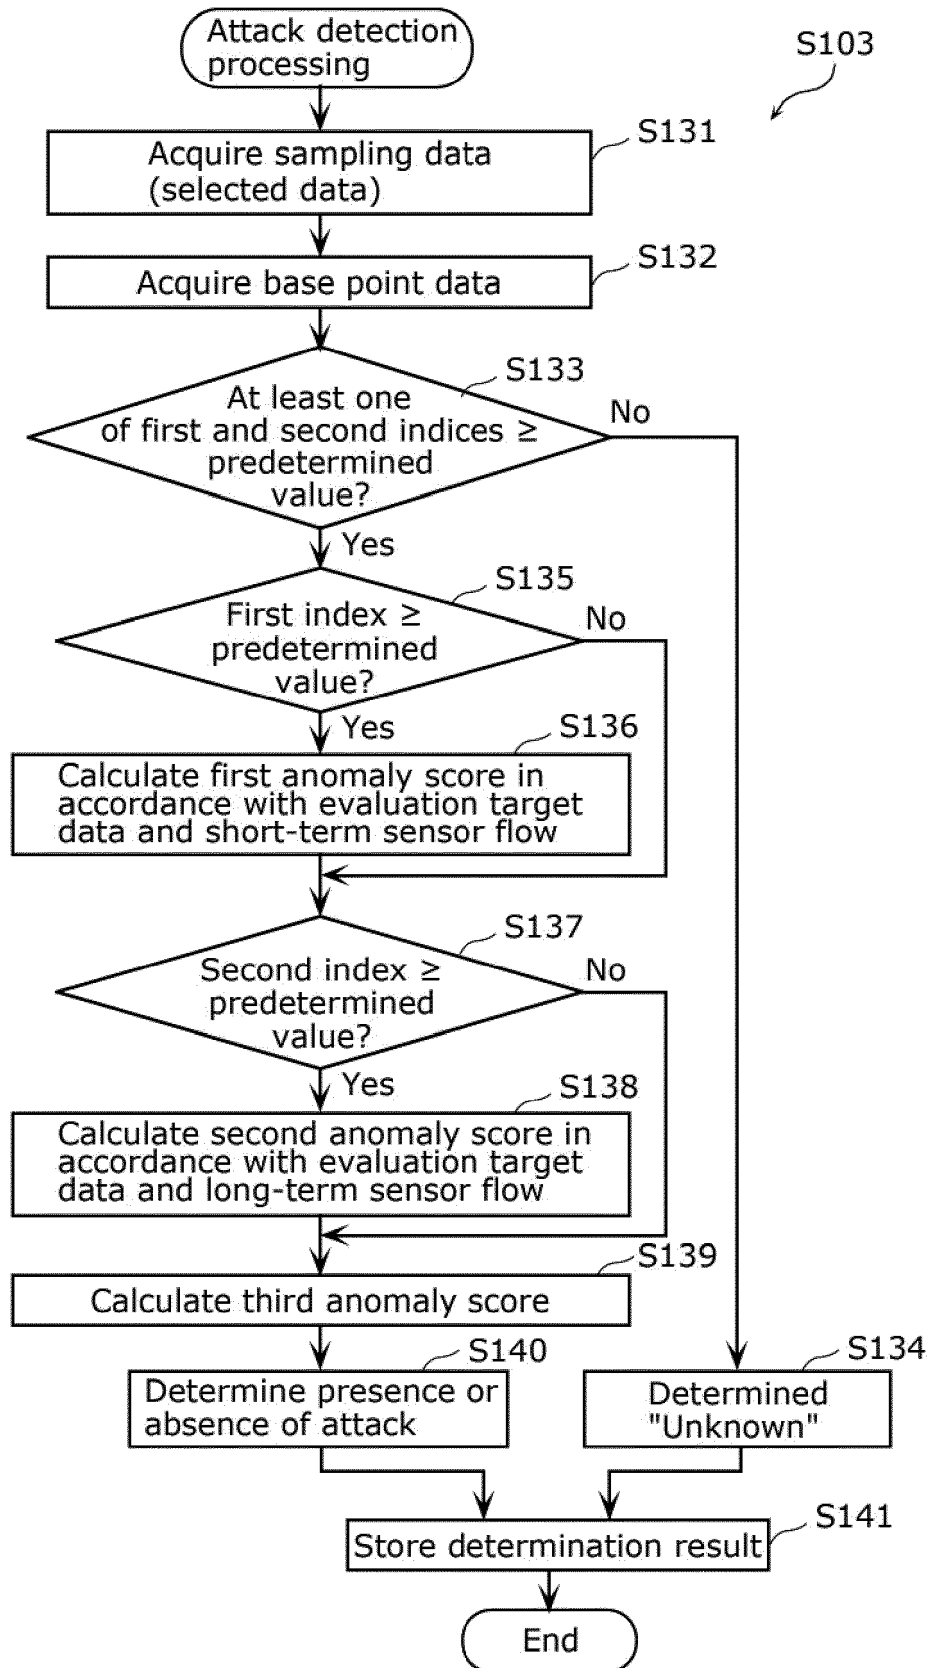 Attack detection
processing
S103
S131
Acquire sampling data
(selected data)
S132
Acquire base point data
S133
At least one
of first and second indices ≥
predetermined
value?
No
Yes
S135
First index ≥
predetermined
value?
No
Yes
S136
Calculate first anomaly score in
accordance with evaluation target
data and short-term sensor flow
S137
Second index ≥
predetermined
value?
No
Yes
S138
Calculate second anomaly score in
accordance with evaluation target
data and long-term sensor flow
S139
Calculate third anomaly score
S140
Determine presence or
absence of attack
S134
Determined
"Unknown"
S141
Store determination result
End